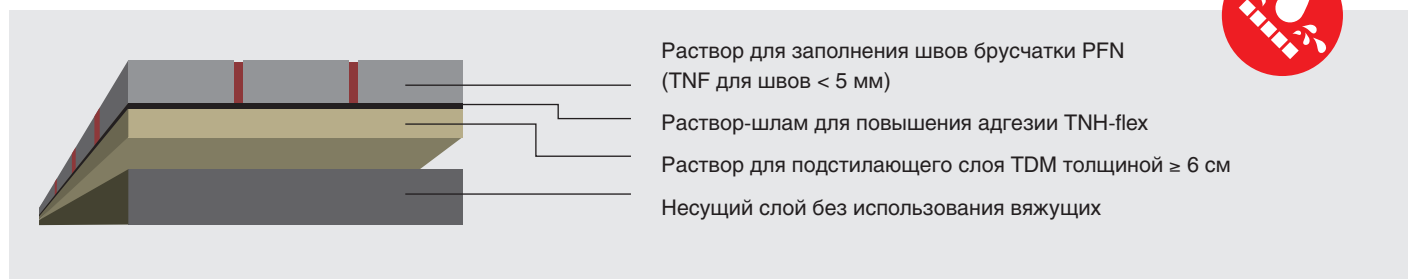 Раствор для заполнения швов брусчатки PFN
(TNF для швов < 5 мм)
Раствор-шлам для повышения адгезии TNH-flex
Раствор для подстилающего слоя TDM толщиной ≥ 6 см
Несущий слой без использования вяжущих